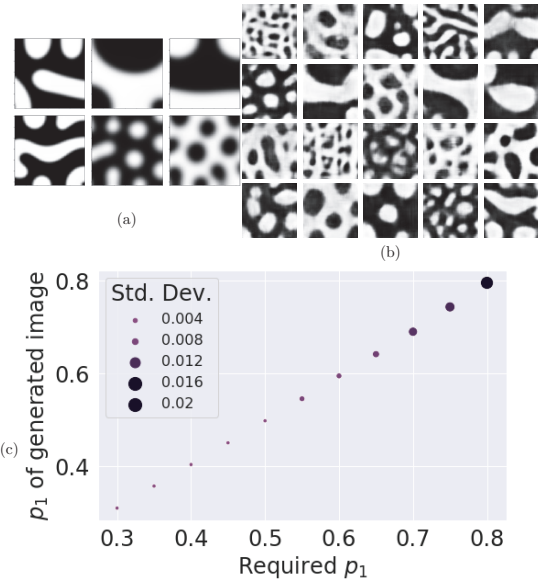 (a)
(b)
(c)
p₁ of generated image
0.8
0.6
0.4
Std. Dev.
0.004
0.008
0.012
0.016
0.02
0.3 0.4 0.5 0.6 0.7 0.8
Required p₁